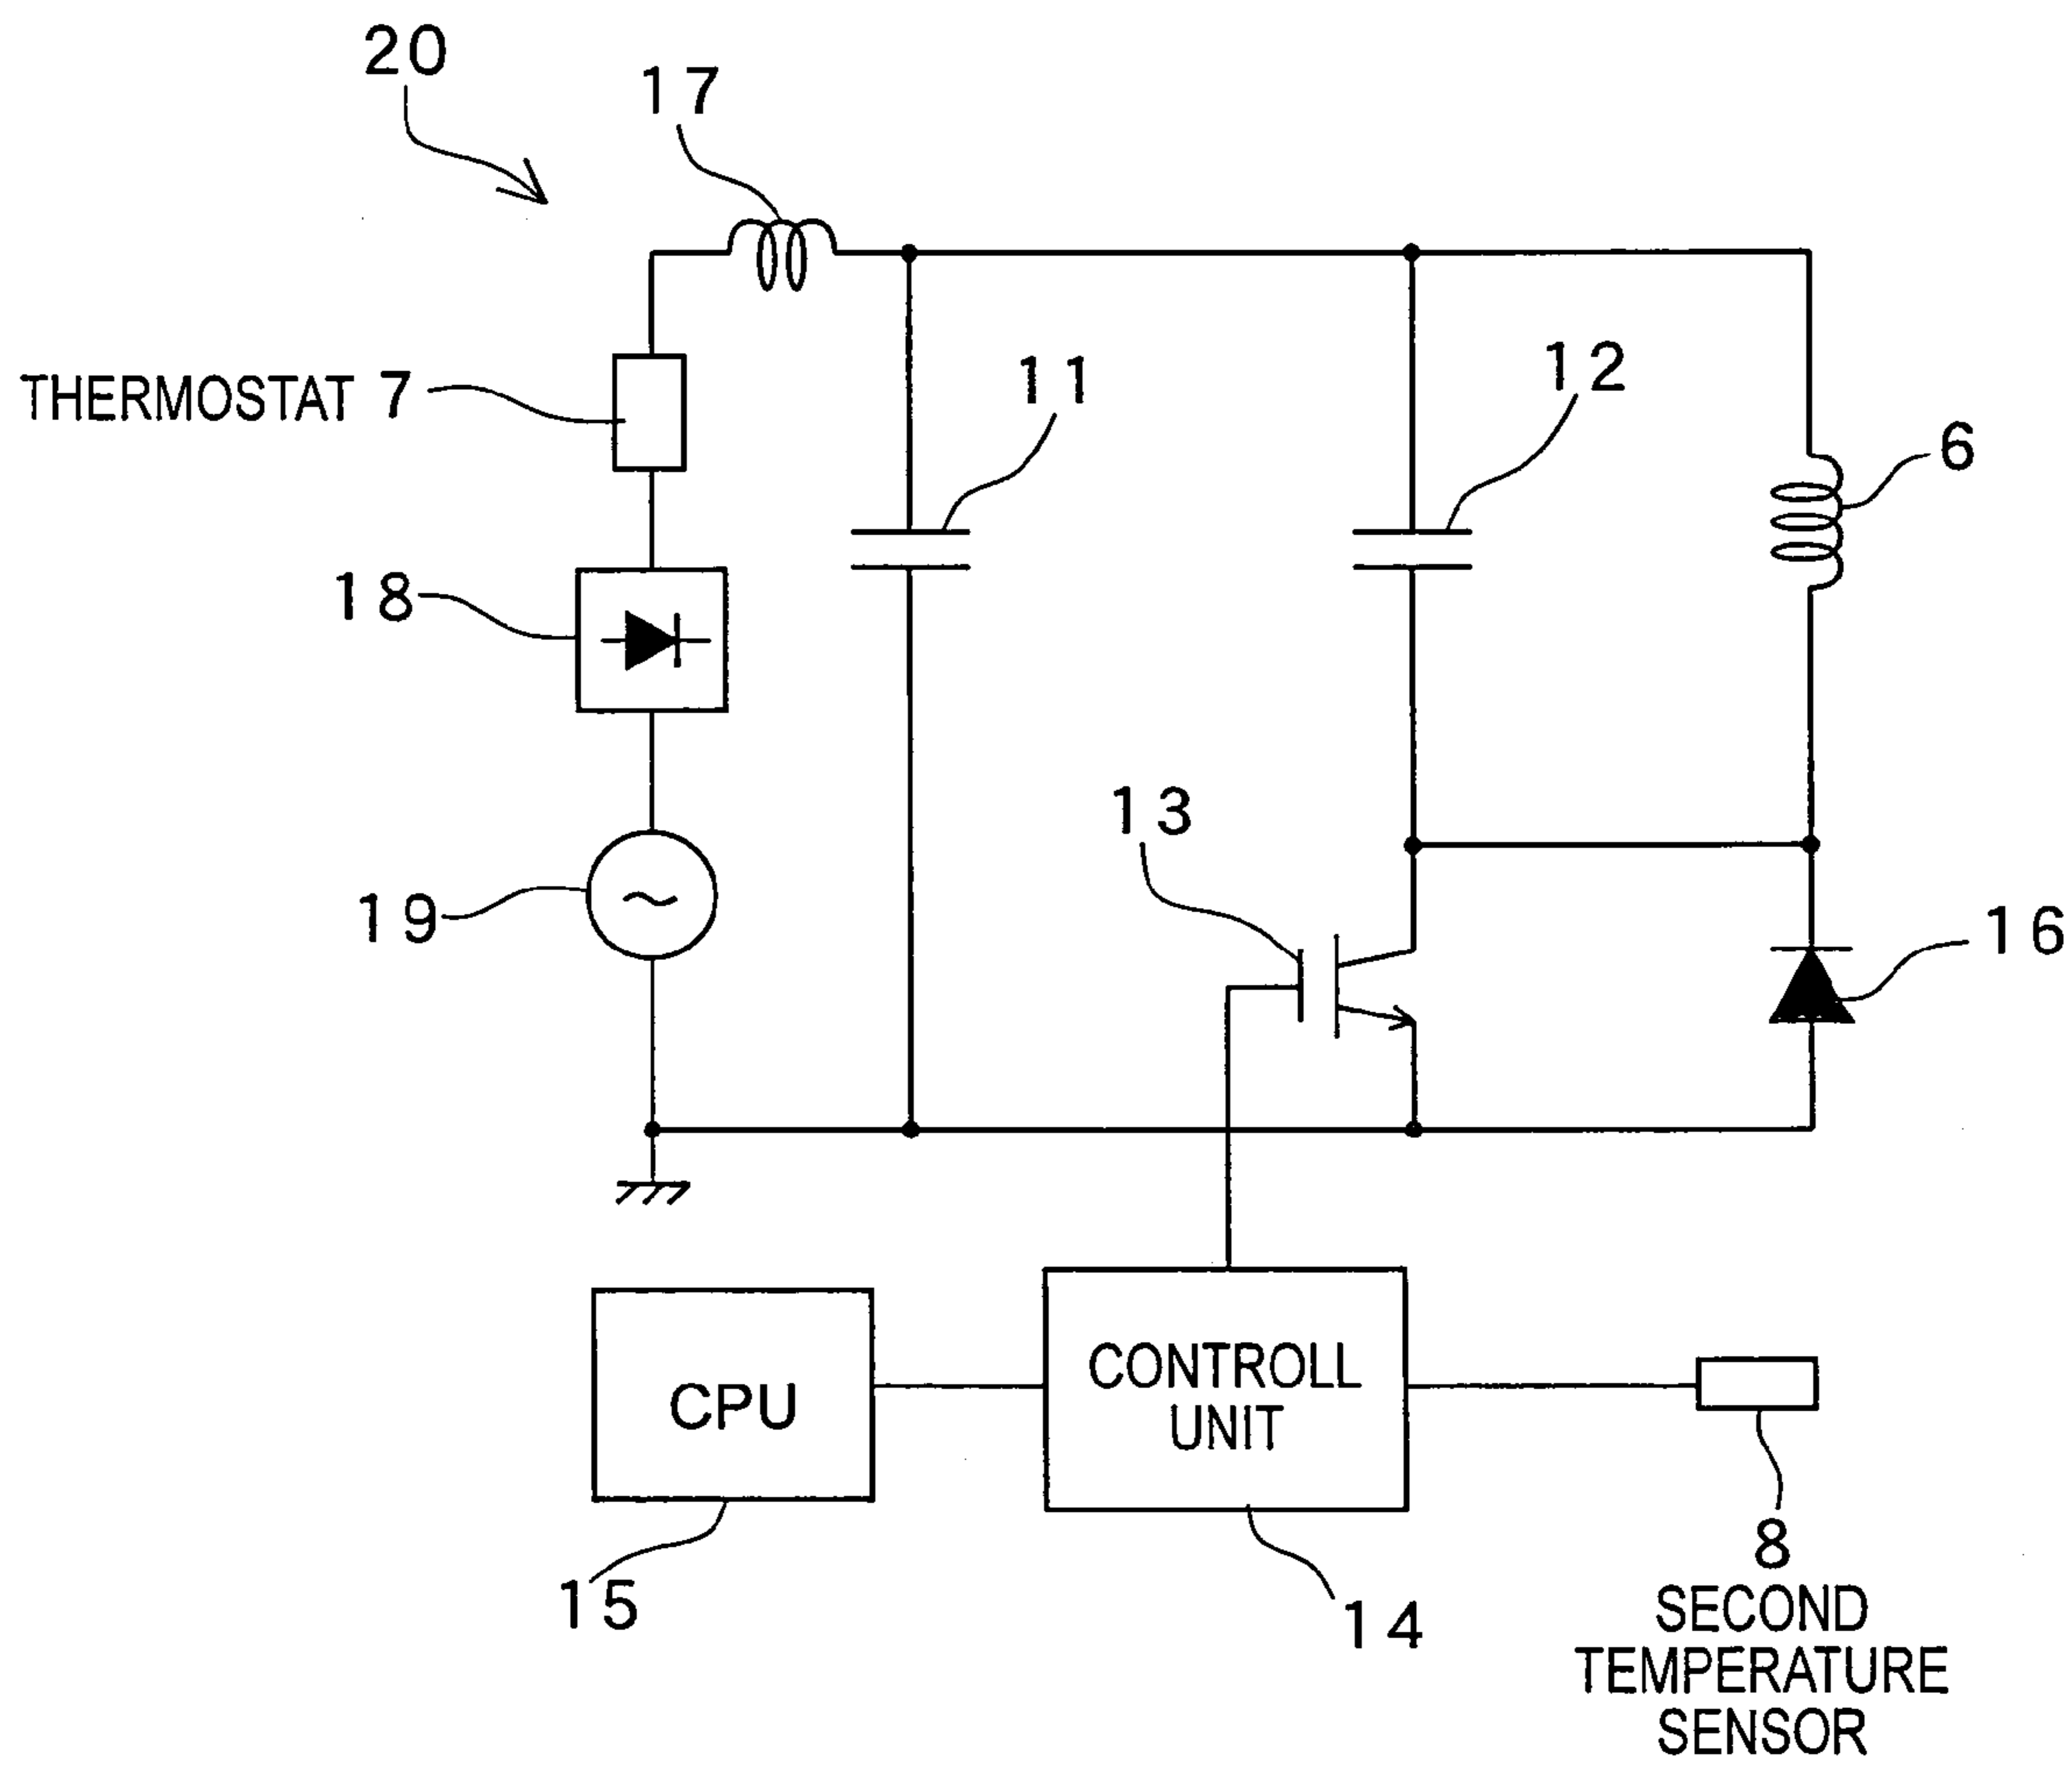 20
17
THERMOSTAT 7
11
12
6
18
13
19
16
CPU
CONTROLL
UNIT
15
14
8
SECOND
TEMPERATURE
SENSOR